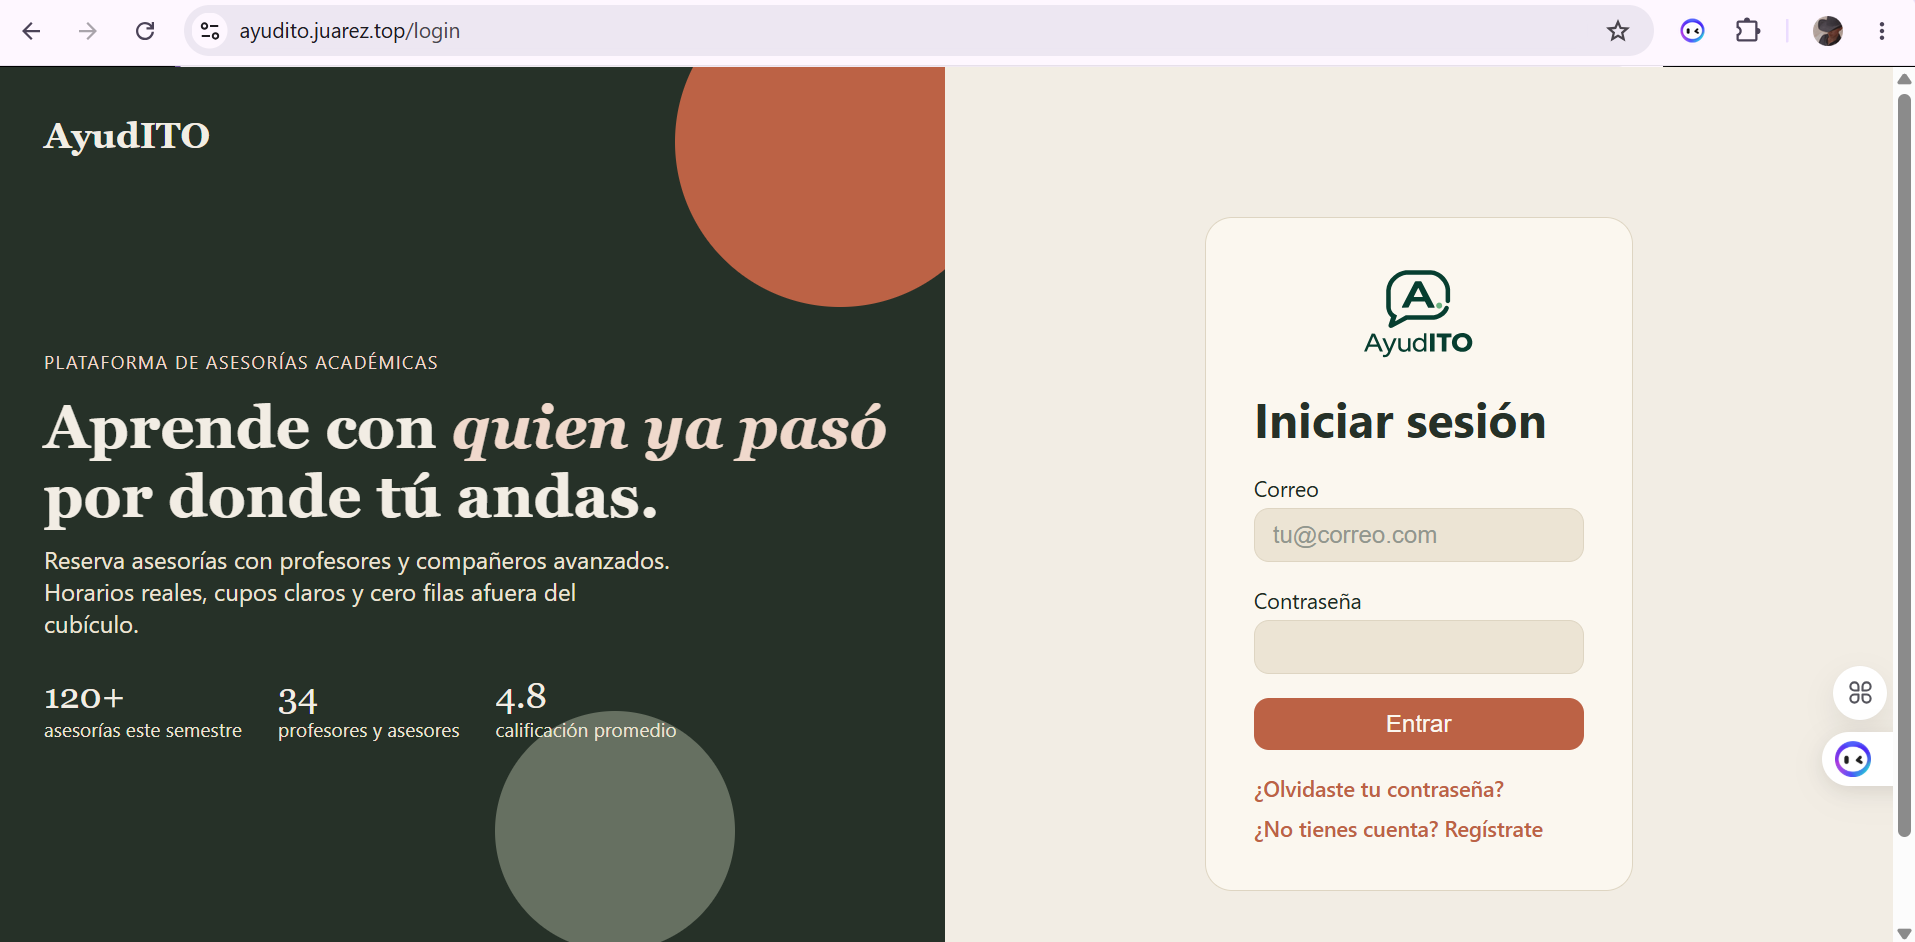 ayudito.juarez.top/login
AyudITO
PLATAFORMA DE ASESORÍAS ACADÉMICAS
Aprende con quien ya pasó
por donde tú andas.
Reserva asesorías con profesores y compañeros avanzados.
Horarios reales, cupos claros y cero filas afuera del
cubículo.
120+
asesorías este semestre
34
profesores y asesores
4.8
calificación promedio
A.
AyudITO
Iniciar sesión
Correo
tu@correo.com
Contraseña
Entrar
¿Olvidaste tu contraseña?
¿No tienes cuenta? Regístrate